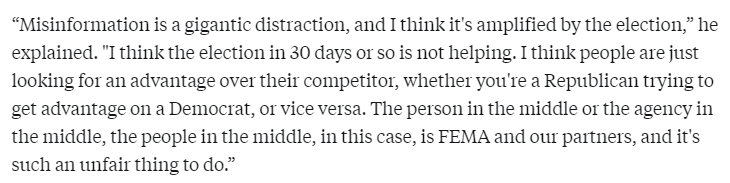 “Misinformation is a gigantic distraction, and I think it's amplified by the election,” he
explained. "I think the election in 30 days or so is not helping. I think people are just
looking for an advantage over their competitor, whether you're a Republican trying to
get advantage on a Democrat, or vice versa. The person in the middle or the agency in
the middle, the people in the middle, in this case, is FEMA and our partners, and it's
such an unfair thing to do.”